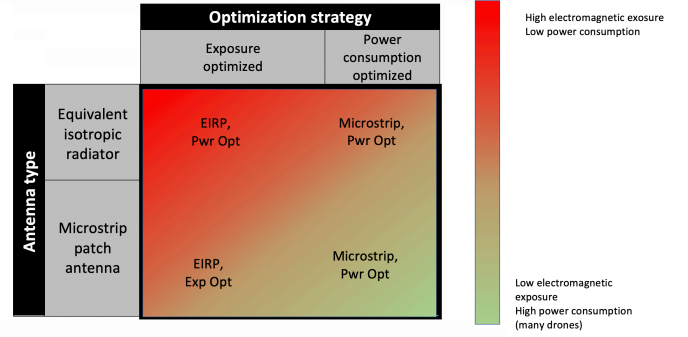 Optimization strategy
Exposure
optimized
Power
consumption
optimized
Antenna type
Equivalent
isotropic
radiator
Microstrip
patch
antenna
EIRP,
Pwr Opt
Microstrip,
Pwr Opt
EIRP,
Exp Opt
Microstrip,
Pwr Opt
High electromagnetic exosure
Low power consumption
Low electromagnetic
exposure
High power consumption
(many drones)